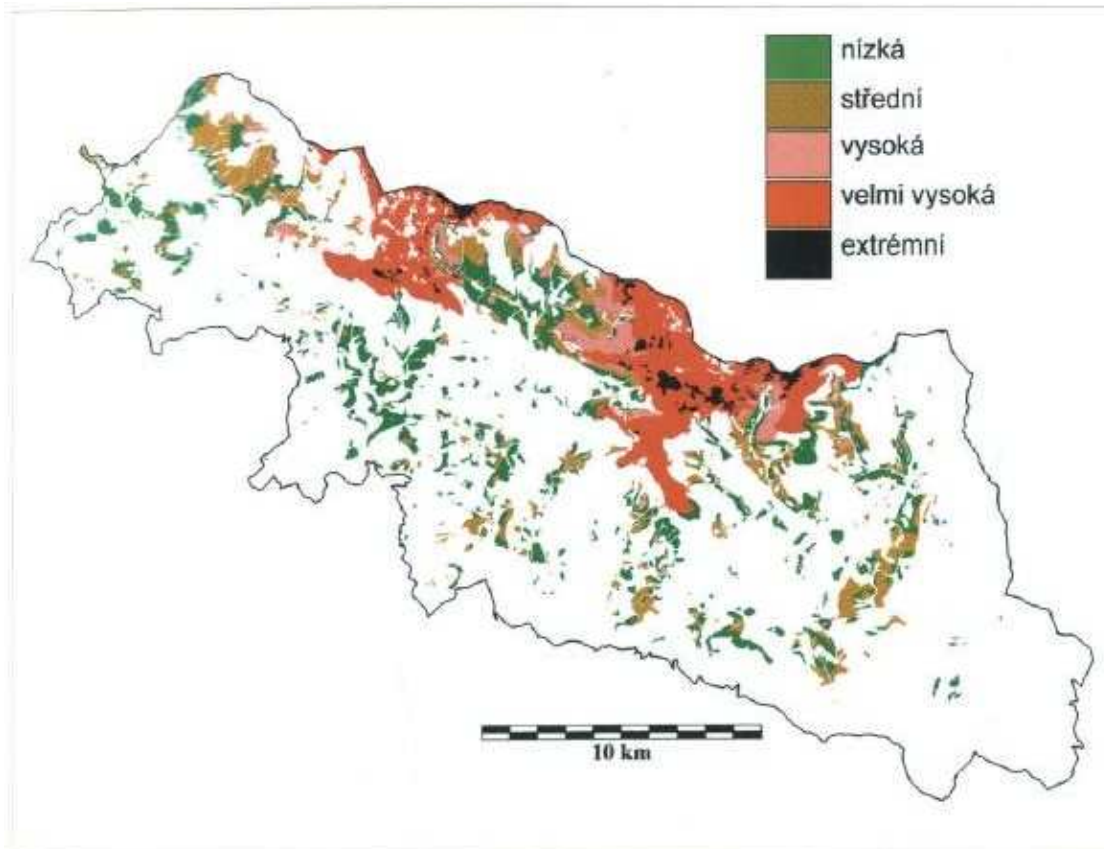 nízká
střední
vysoká
velmi vysoká
extrémní
10 km